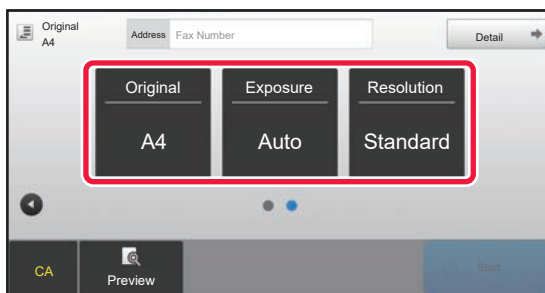 Original
A4
Address Fax Number
Detail
Original Exposure Resolution
A4 Auto Standard
CA
Preview
Start